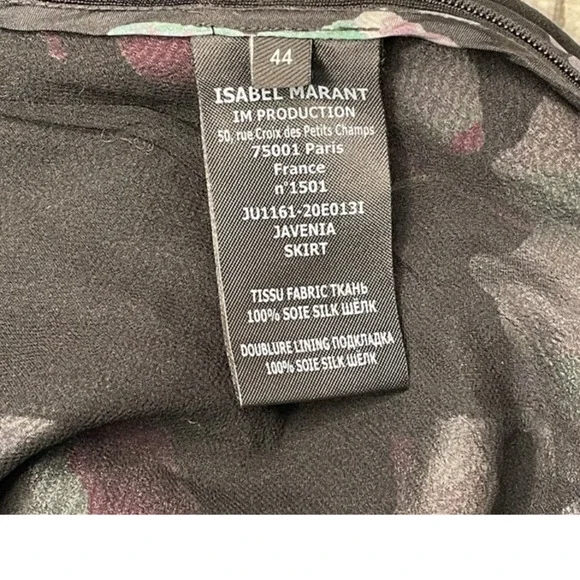 44
ISABEL MARANT
IM PRODUCTION
50, rue Croix des Petits Champs
75001 Paris
France
n°1501
JU1161-20E013I
JAVENIA
SKIRT
TISSU FABRIC ТКАНЬ
100% SOIE SILK ШЁЛК
DOUBLURE LINING ПОДКЛАДКА
100% SOIE SILK ШЁЛК